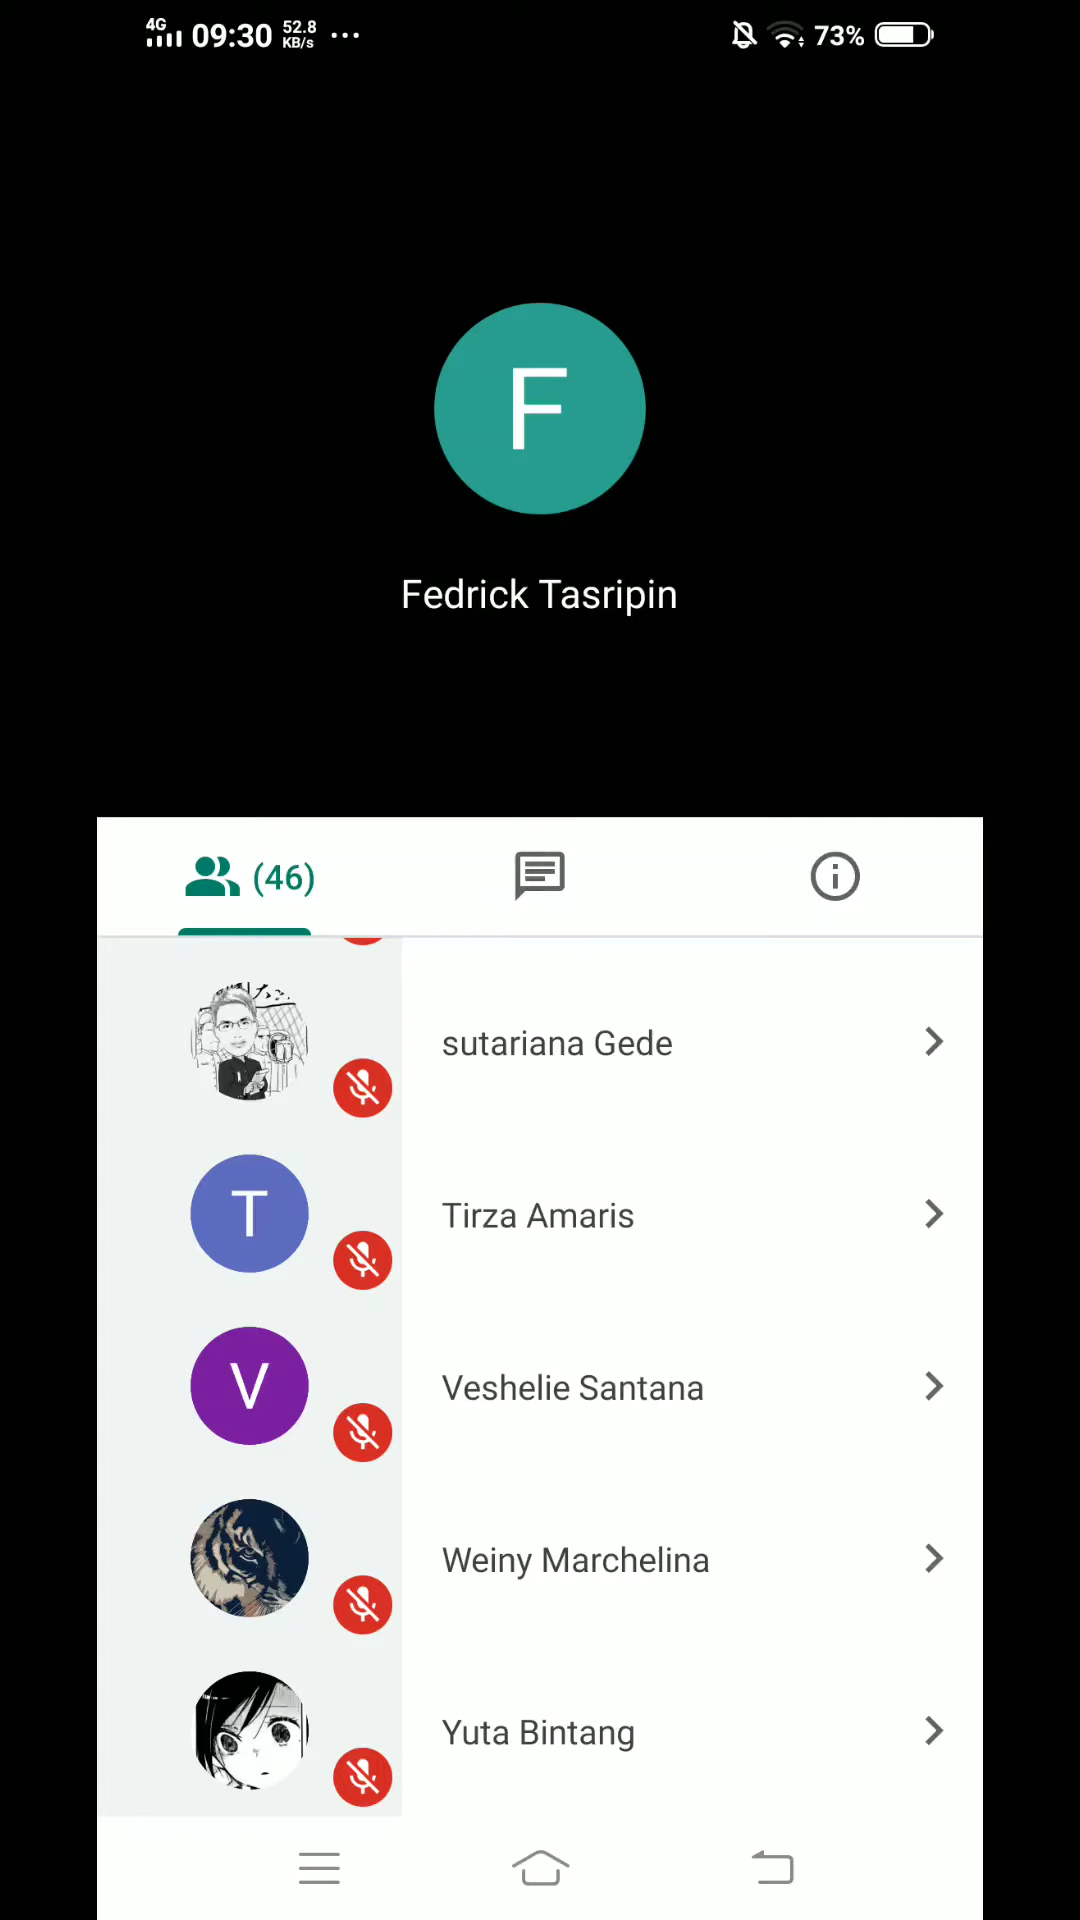 4G 09:30 52.8 KB/s ... 73%
F
Fedrick Tasripin
(46)
sutariana Gede
T
Tirza Amaris
V
Veshelie Santana
Weiny Marchelina
Yuta Bintang